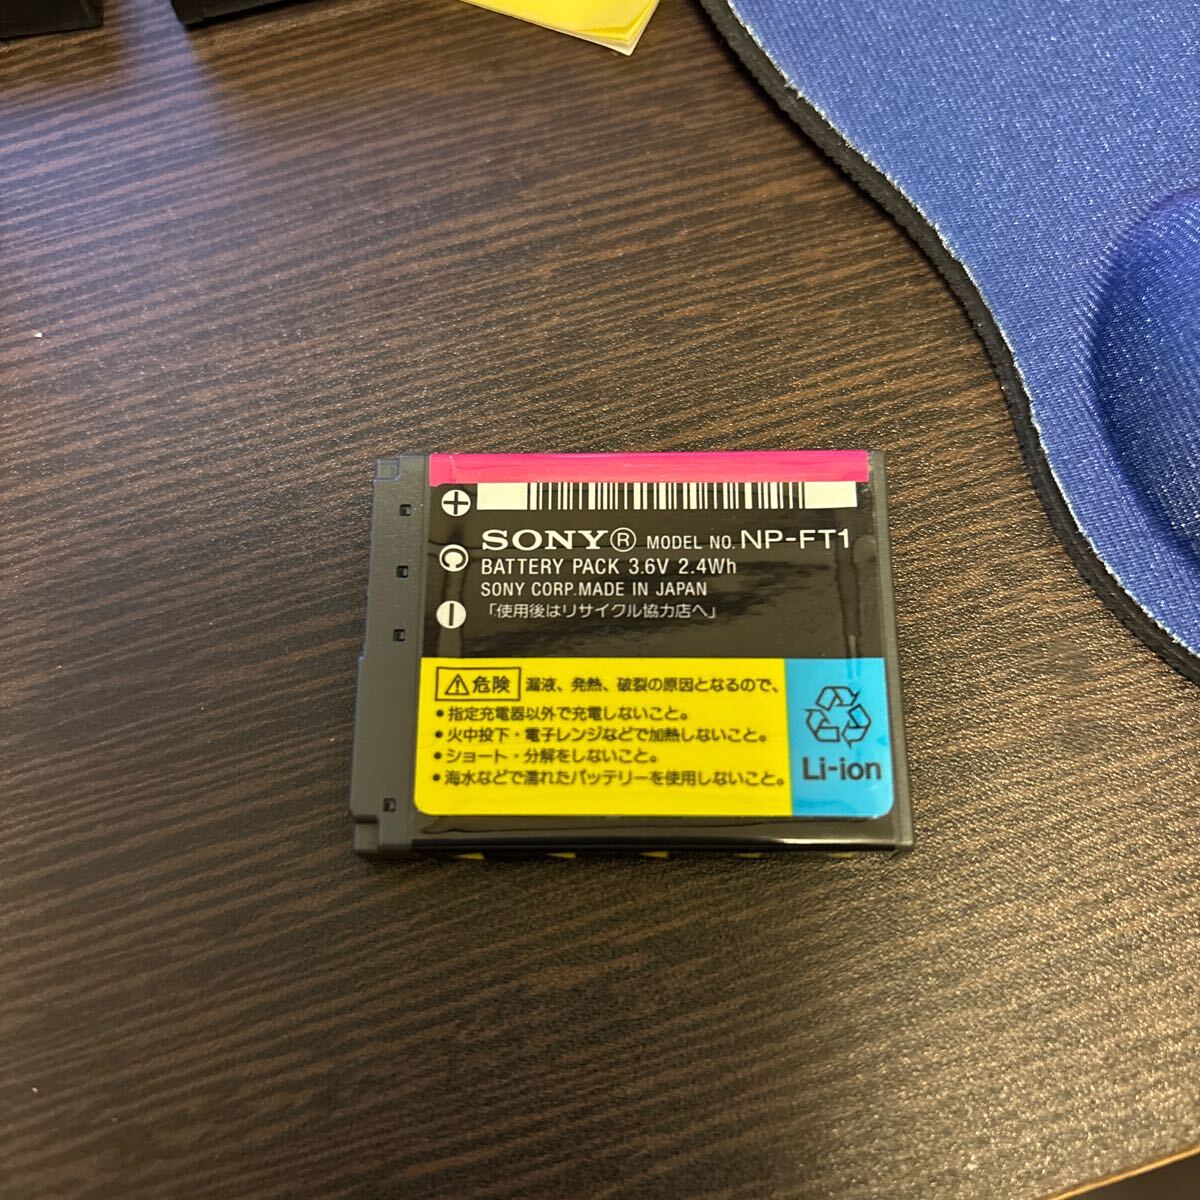 SONY® MODEL NO. NP-FT1
BATTERY PACK 3.6V 2.4Wh
SONY CORP. MADE IN JAPAN
「使用後はリサイクル協力店へ」
⚠危険 漏液、発熱、破裂の原因となるので、
•指定充電器以外で充電しないこと。
•火中投下・電子レンジなどで加熱しないこと。
•ショート・分解をしないこと。
•海水などで濡れたバッテリーを使用しないこと。
Li-ion